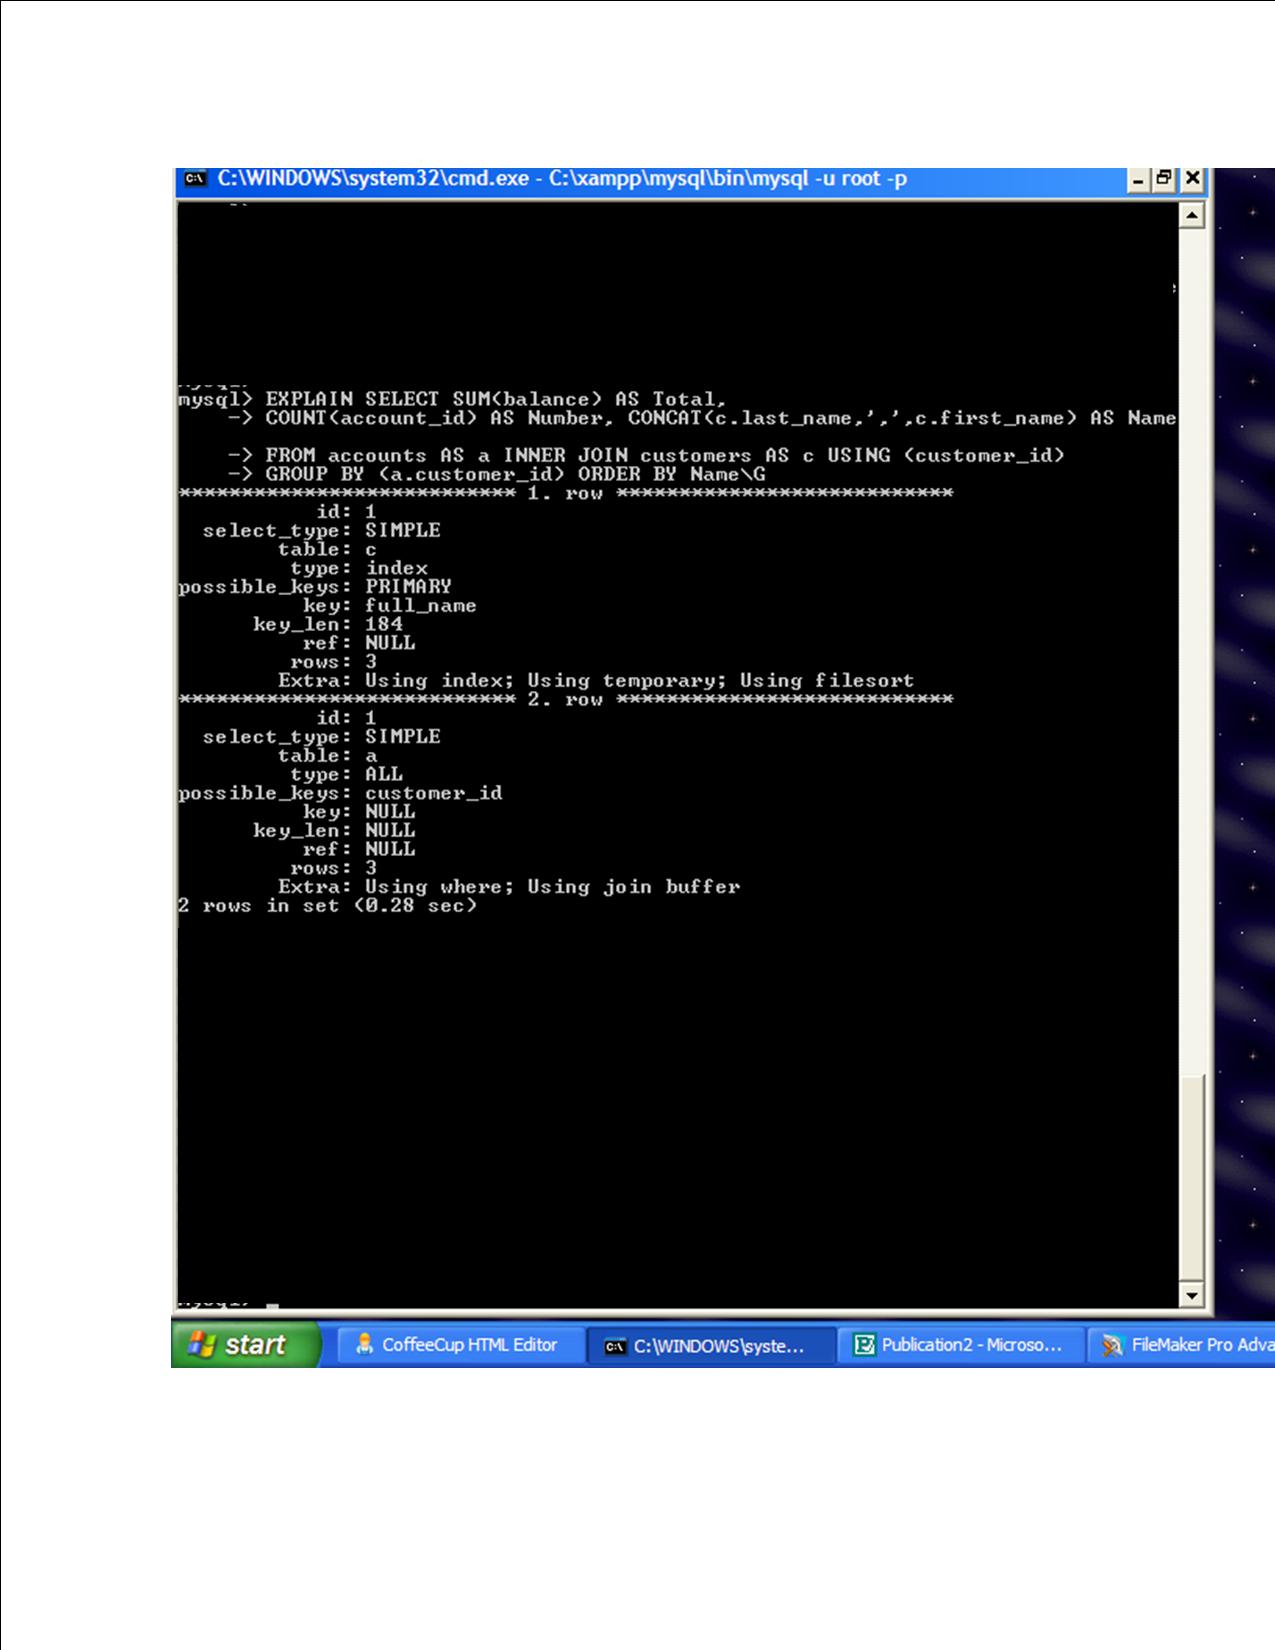 C:\WINDOWS\system32\cmd.exe - C:\xampp\mysql\bin\mysql -u root -p
mysql> EXPLAIN SELECT SUM(balance) AS Total,
-> COUNT(account_id) AS Number, CONCAT(c.last_name,',',c.first_name) AS Name
-> FROM accounts AS a INNER JOIN customers AS c USING (customer_id)
-> GROUP BY (a.customer_id) ORDER BY Name\G
*************************** 1. row ***************************
id: 1
select_type: SIMPLE
table: c
type: index
possible_keys: PRIMARY
key: full_name
key_len: 184
ref: NULL
rows: 3
Extra: Using index; Using temporary; Using filesort
*************************** 2. row ***************************
id: 1
select_type: SIMPLE
table: a
type: ALL
possible_keys: customer_id
key: NULL
key_len: NULL
ref: NULL
rows: 3
Extra: Using where; Using join buffer
2 rows in set (0.28 sec)
mysql>
start CoffeeCup HTML Editor C:\WINDOWS\syste... Publication2 - Microso... FileMaker Pro Adva